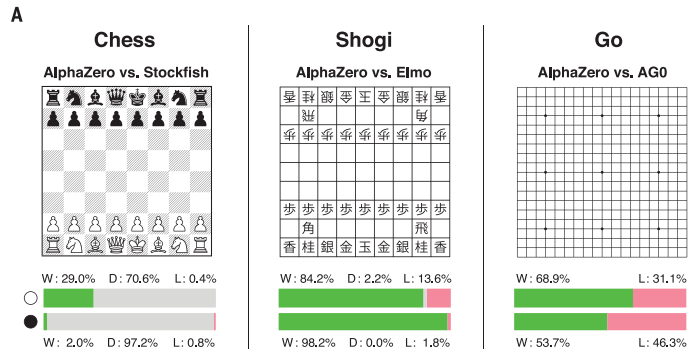 A
Chess
Shogi
Go
AlphaZero vs. Stockfish
AlphaZero vs. Elmo
AlphaZero vs. AG0
香桂銀金玉金銀桂香
飛角
歩歩歩歩歩歩歩歩歩
歩歩歩歩歩歩歩歩歩
角飛
香桂銀金玉金銀桂香
W: 29.0% D: 70.6% L: 0.4%
W: 84.2% D: 2.2% L: 13.6%
W: 68.9% L: 31.1%
W: 2.0% D: 97.2% L: 0.8%
W: 98.2% D: 0.0% L: 1.8%
W: 53.7% L: 46.3%